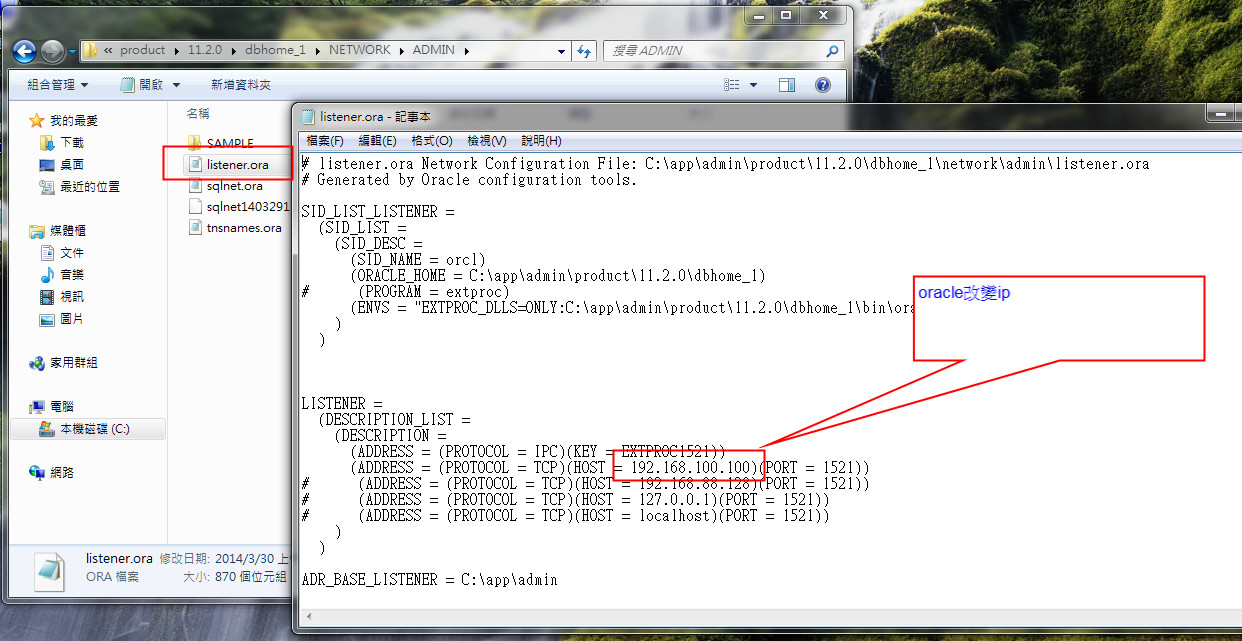 « product ▸ 11.2.0 ▸ dbhome_1 ▸ NETWORK ▸ ADMIN ▸
搜尋 ADMIN
組合管理 ▼ 開啟 ▼ 新增資料夾
我的最愛
下載
桌面
最近的位置
媒體櫃
文件
音樂
視訊
圖片
家用群組
電腦
本機磁碟 (C:)
網路
名稱
SAMPLE
listener.ora
sqlnet.ora
sqlnet1403291
tnsnames.ora
listener.ora 修改日期: 2014/3/30 上
ORA 檔案 大小: 870 個位元組
listener.ora - 記事本
檔案(F) 編輯(E) 格式(O) 檢視(V) 說明(H)
# listener.ora Network Configuration File: C:\app\admin\product\11.2.0\dbhome_1\network\admin\listener.ora
# Generated by Oracle configuration tools.
SID_LIST_LISTENER =
(SID_LIST =
(SID_DESC =
(SID_NAME = orcl)
(ORACLE_HOME = C:\app\admin\product\11.2.0\dbhome_1)
# (PROGRAM = extproc)
(ENVS = "EXTPROC_DLLS=ONLY:C:\app\admin\product\11.2.0\dbhome_1\bin\ora
)
)
LISTENER =
(DESCRIPTION_LIST =
(DESCRIPTION =
(ADDRESS = (PROTOCOL = IPC)(KEY = EXTPROC1521))
(ADDRESS = (PROTOCOL = TCP)(HOST = 192.168.100.100)(PORT = 1521))
# (ADDRESS = (PROTOCOL = TCP)(HOST = 192.168.88.128)(PORT = 1521))
# (ADDRESS = (PROTOCOL = TCP)(HOST = 127.0.0.1)(PORT = 1521))
# (ADDRESS = (PROTOCOL = TCP)(HOST = localhost)(PORT = 1521))
)
)
ADR_BASE_LISTENER = C:\app\admin
oracle改變ip